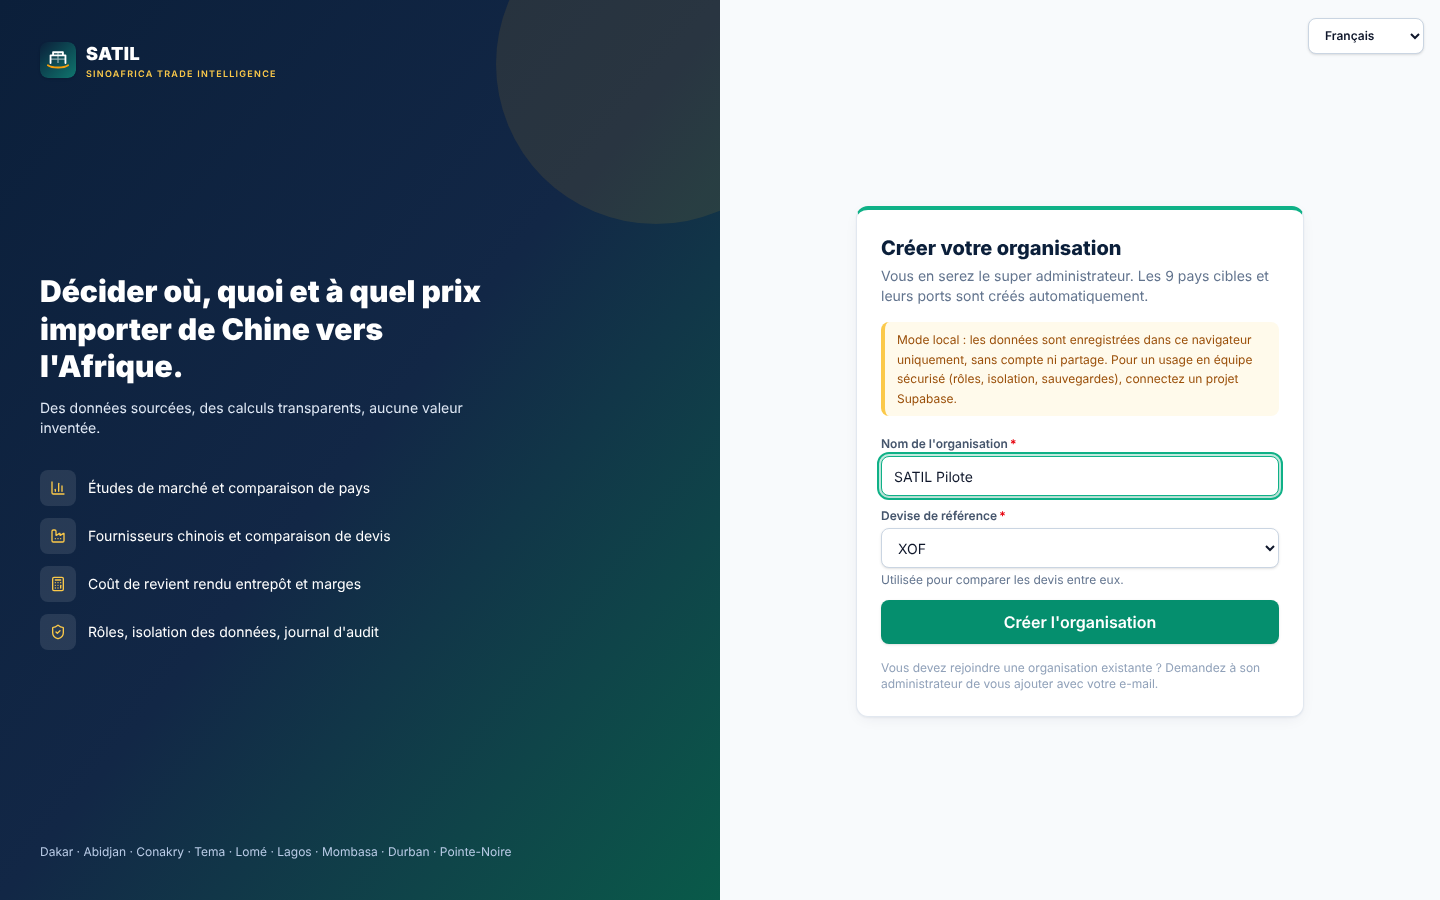 SATIL
SINOAFRICA TRADE INTELLIGENCE
Décider où, quoi et à quel prix
importer de Chine vers
l'Afrique.
Des données sourcées, des calculs transparents, aucune valeur
inventée.
Études de marché et comparaison de pays
Fournisseurs chinois et comparaison de devis
Coût de revient rendu entrepôt et marges
Rôles, isolation des données, journal d'audit
Dakar · Abidjan · Conakry · Tema · Lomé · Lagos · Mombasa · Durban · Pointe-Noire
Français
Créer votre organisation
Vous en serez le super administrateur. Les 9 pays cibles et
leurs ports sont créés automatiquement.
Mode local : les données sont enregistrées dans ce navigateur
uniquement, sans compte ni partage. Pour un usage en équipe
sécurisé (rôles, isolation, sauvegardes), connectez un projet
Supabase.
Nom de l'organisation *
SATIL Pilote
Devise de référence *
XOF
Utilisée pour comparer les devis entre eux.
Créer l'organisation
Vous devez rejoindre une organisation existante ? Demandez à son
administrateur de vous ajouter avec votre e-mail.